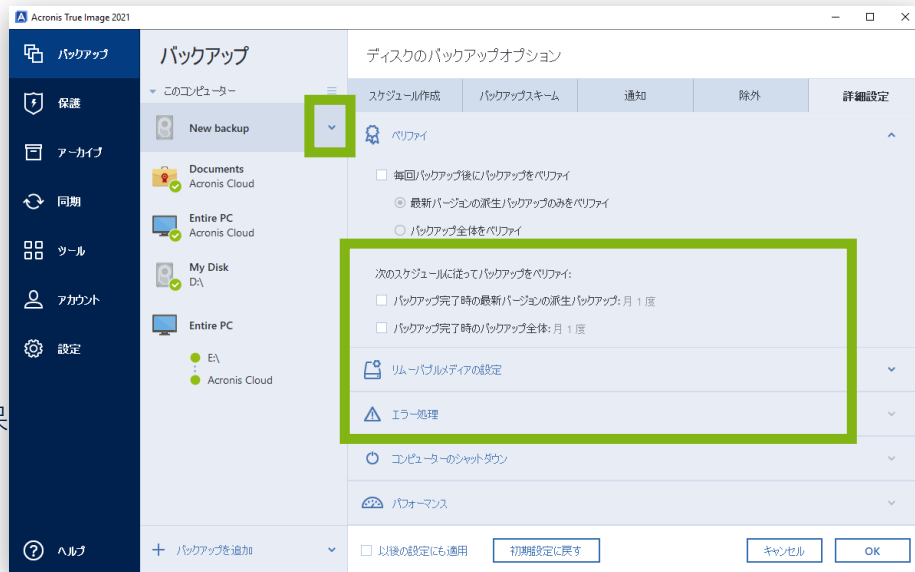 Acronis True Image 2021
バックアップ
保護
アーカイブ
同期
ツール
アカウント
設定
ヘルプ
バックアップ
このコンピューター
New backup
Documents
Acronis Cloud
Entire PC
Acronis Cloud
My Disk
D:\
Entire PC
E:\
Acronis Cloud
バックアップを追加
ディスクのバックアップオプション
スケジュール作成 バックアップスキーム 通知 除外 詳細設定
ベリファイ
毎回バックアップ後にバックアップをベリファイ
最新バージョンの派生バックアップのみをベリファイ
バックアップ全体をベリファイ
次のスケジュールに従ってバックアップをベリファイ:
バックアップ完了時の最新バージョンの派生バックアップ: 月 1 度
バックアップ完了時のバックアップ全体: 月 1 度
リムーバブルメディアの設定
エラー処理
コンピューターのシャットダウン
パフォーマンス
以後の設定にも適用 初期設定に戻す キャンセル OK